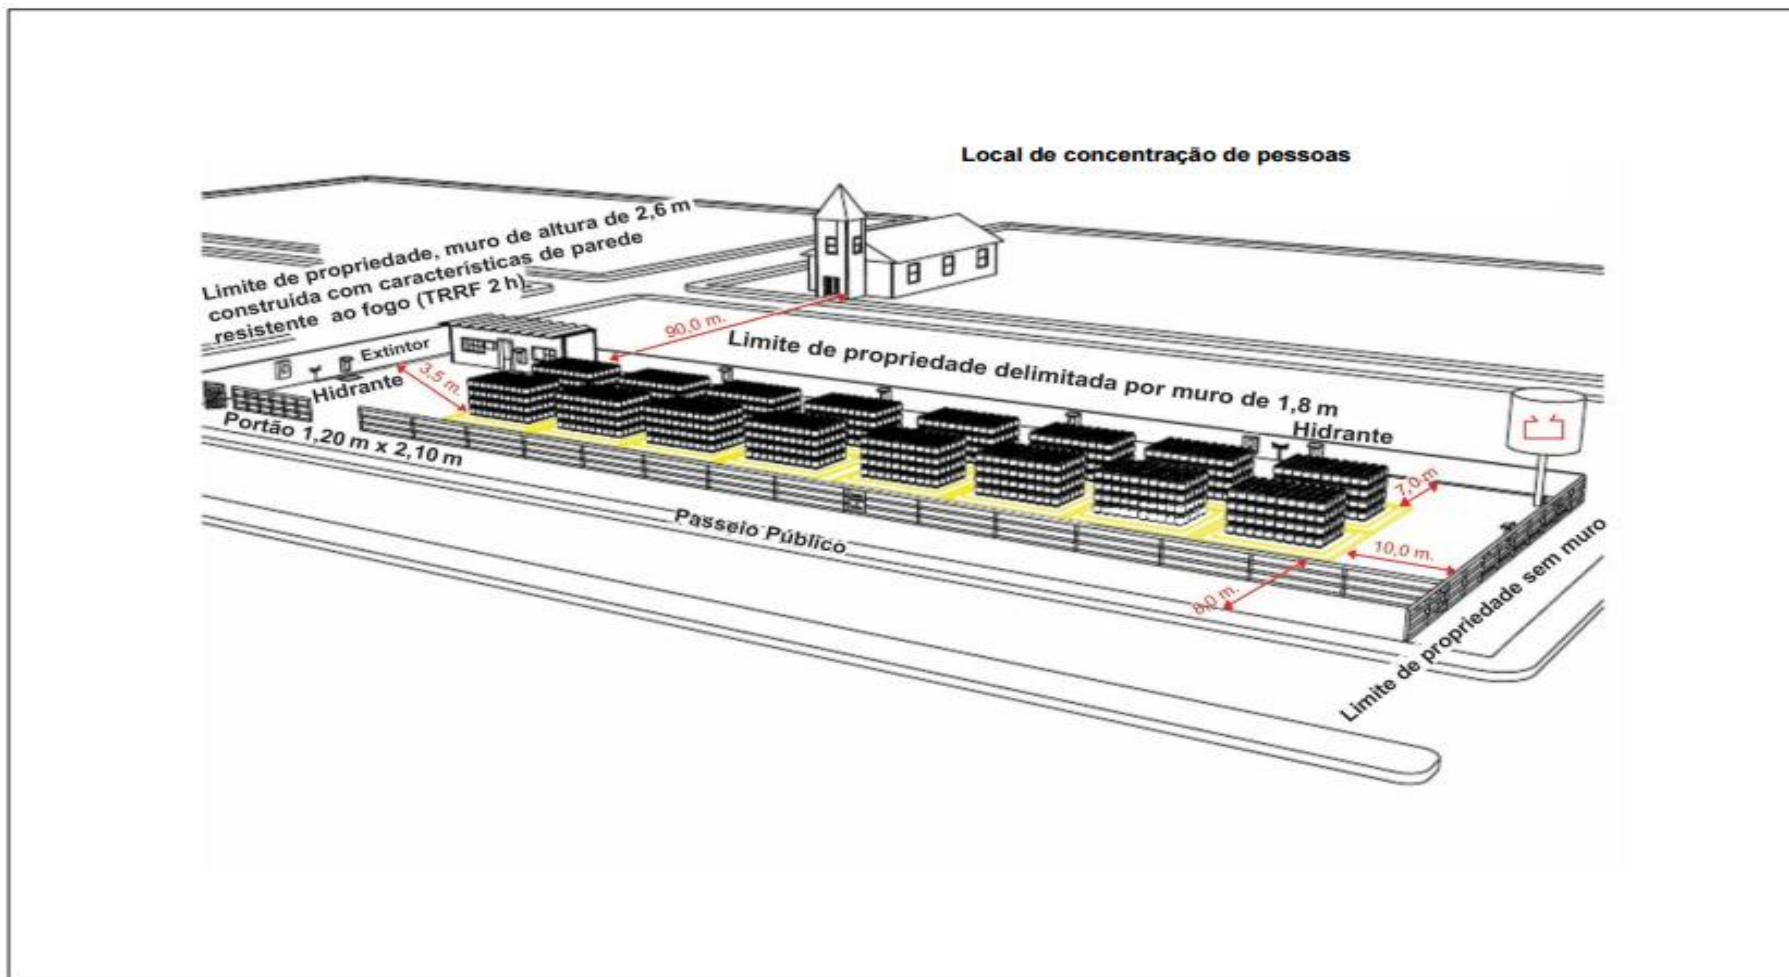 Local de concentração de pessoas
Limite de propriedade, muro de altura de 2,6 m
construida com características de parede
resistente ao fogo (TRRF 2 h).
90,0 m.
Limite de propriedade delimitada por muro de 1,8 m
Extintor
3,5 m.
Hidrante
Hidrante
Portão 1,20 m x 2,10 m
7,0 m
Passeio Público
10,0 m.
8,0 m.
Limite de propriedade sem muro